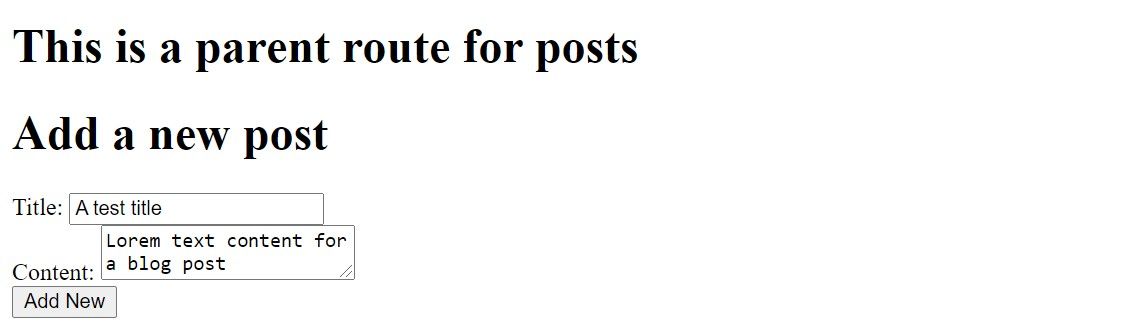 This is a parent route for posts
Add a new post
Title: A test title
Content: Lorem text content for
a blog post
Add New